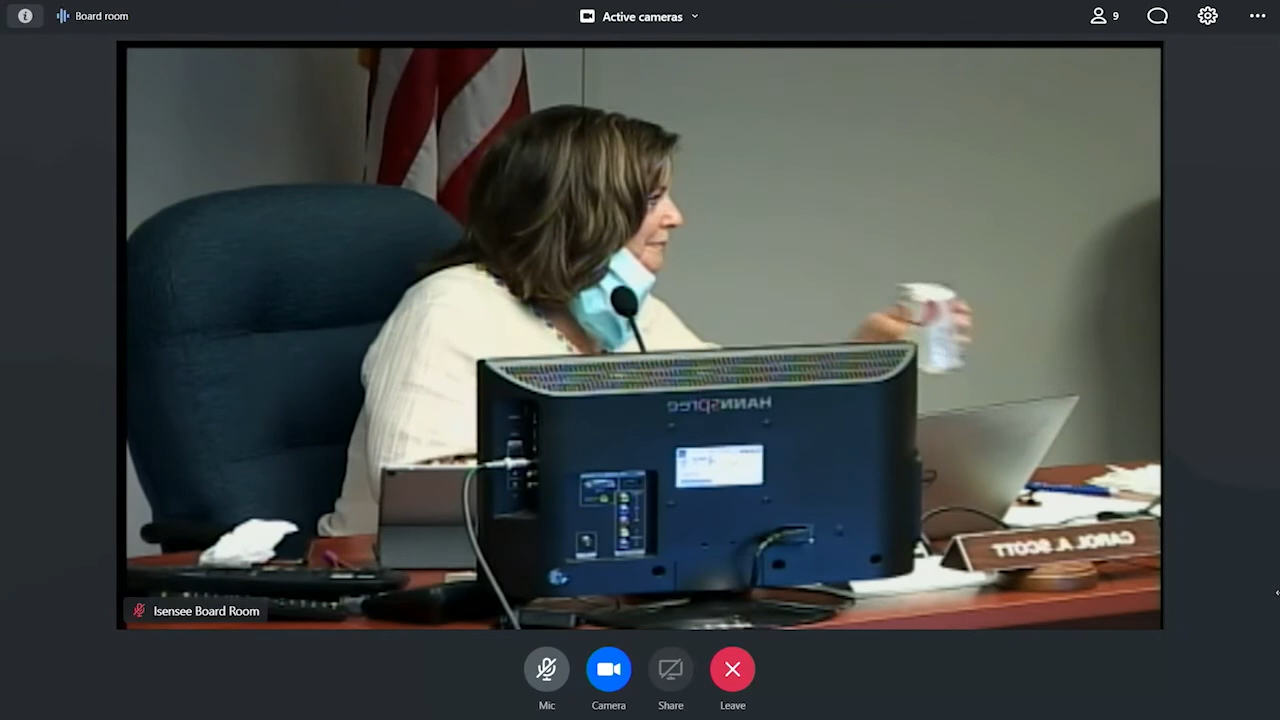 Board room
Active cameras
9
HANNspree
CAROL A. SCOTT
Isensee Board Room
Mic
Camera
Share
Leave